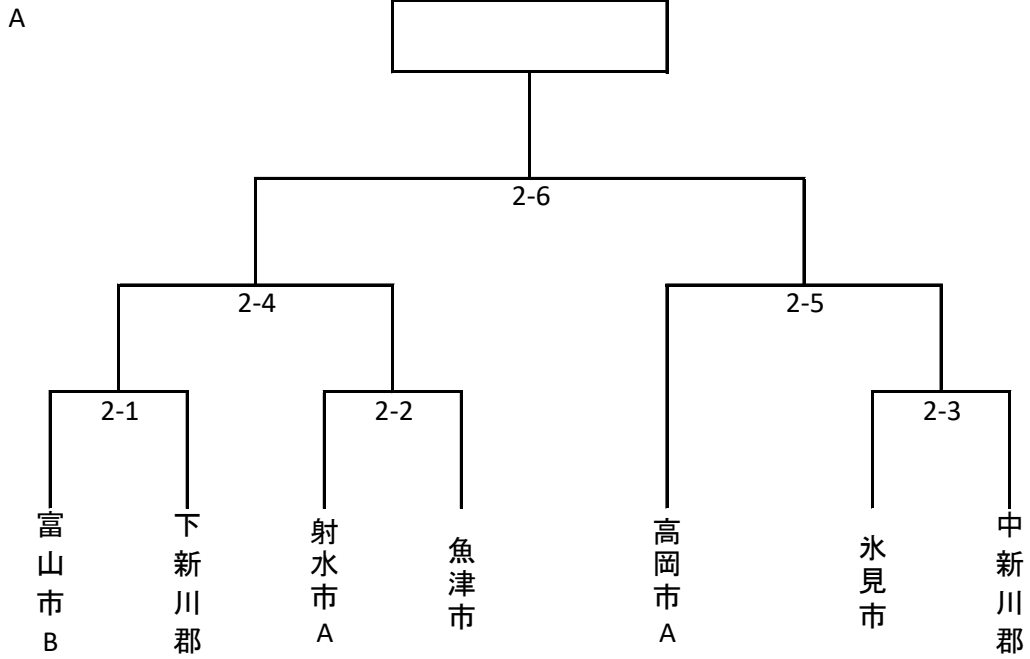 A
2-6
2-4
2-5
2-1
2-2
2-3
富山市B
下新川郡
射水市A
魚津市
高岡市A
氷見市
中新川郡